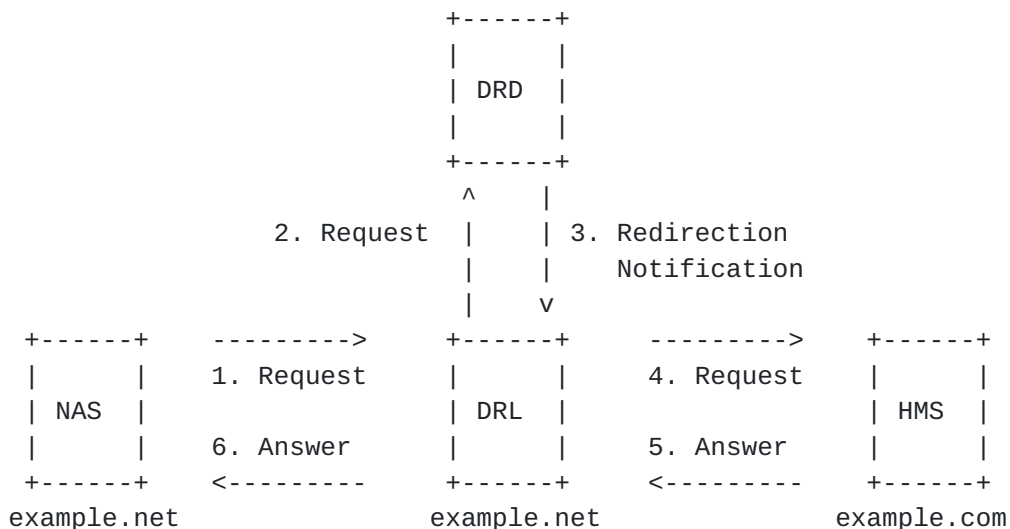 DRD
2. Request
3. Redirection
Notification
1. Request
4. Request
NAS
DRL
HMS
6. Answer
5. Answer
example.net
example.net
example.com